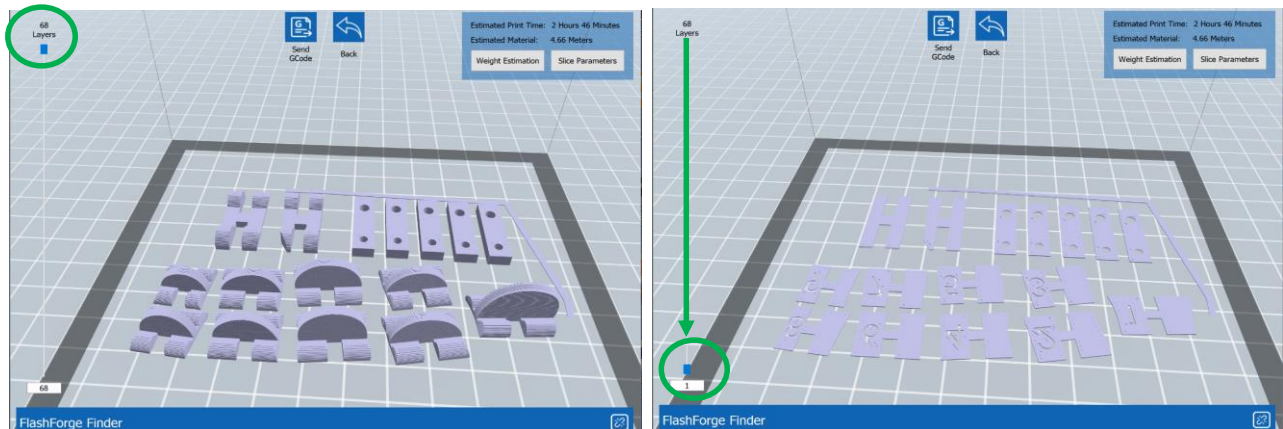 68
Layers
Send
GCode
Back
Estimated Print Time: 2 Hours 46 Minutes
Estimated Material: 4.66 Meters
Weight Estimation
Slice Parameters
68
FlashForge Finder
68
Layers
Send
GCode
Back
Estimated Print Time: 2 Hours 46 Minutes
Estimated Material: 4.66 Meters
Weight Estimation
Slice Parameters
1
FlashForge Finder